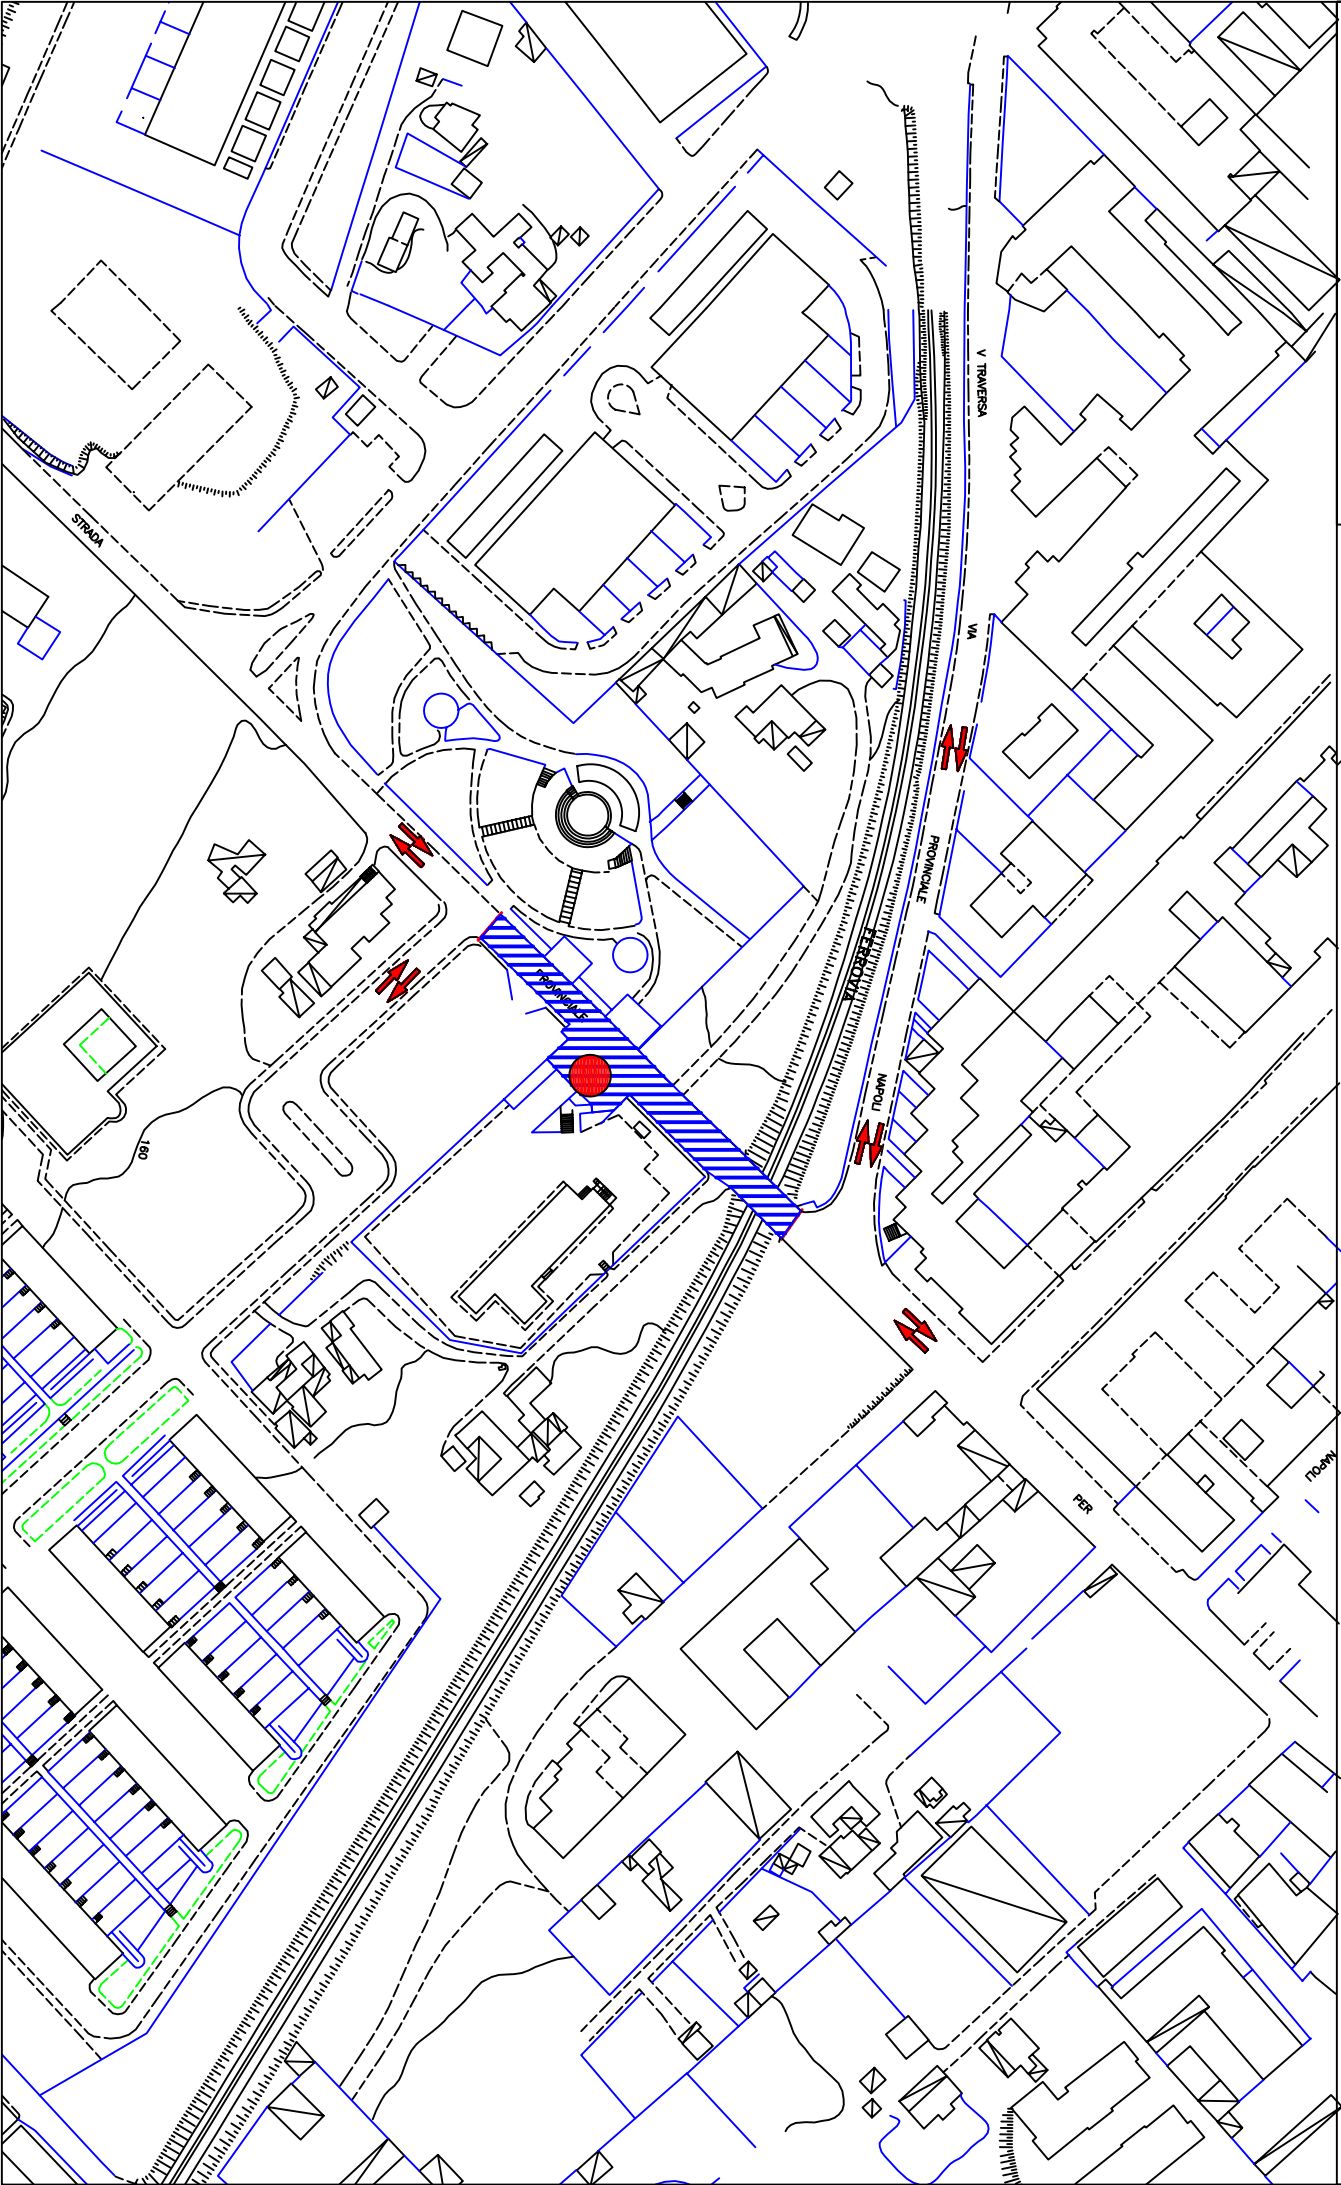 V TRAVERSA
STRADA
VIA
PROVINCIALE
FERROVIA
PROVINCIALE
NAPOLI
160
NAPOLI
PER